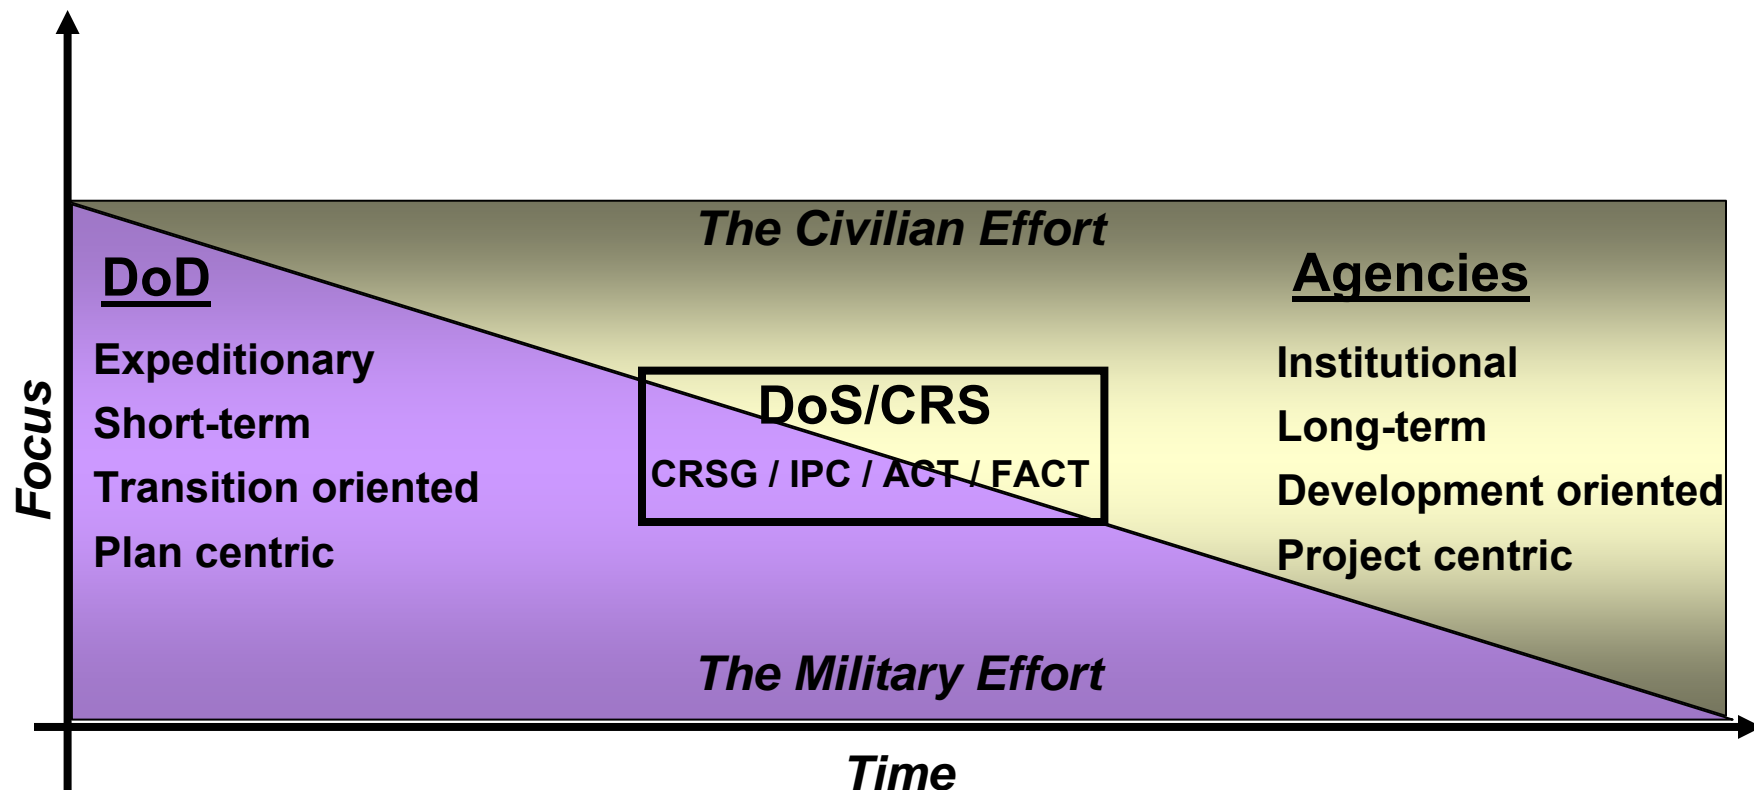 The Civilian Effort
DoD
Expeditionary
Short-term
Transition oriented
Plan centric
DoS/CRS
CRSG / IPC / ACT / FACT
Agencies
Institutional
Long-term
Development oriented
Project centric
The Military Effort
Focus
Time